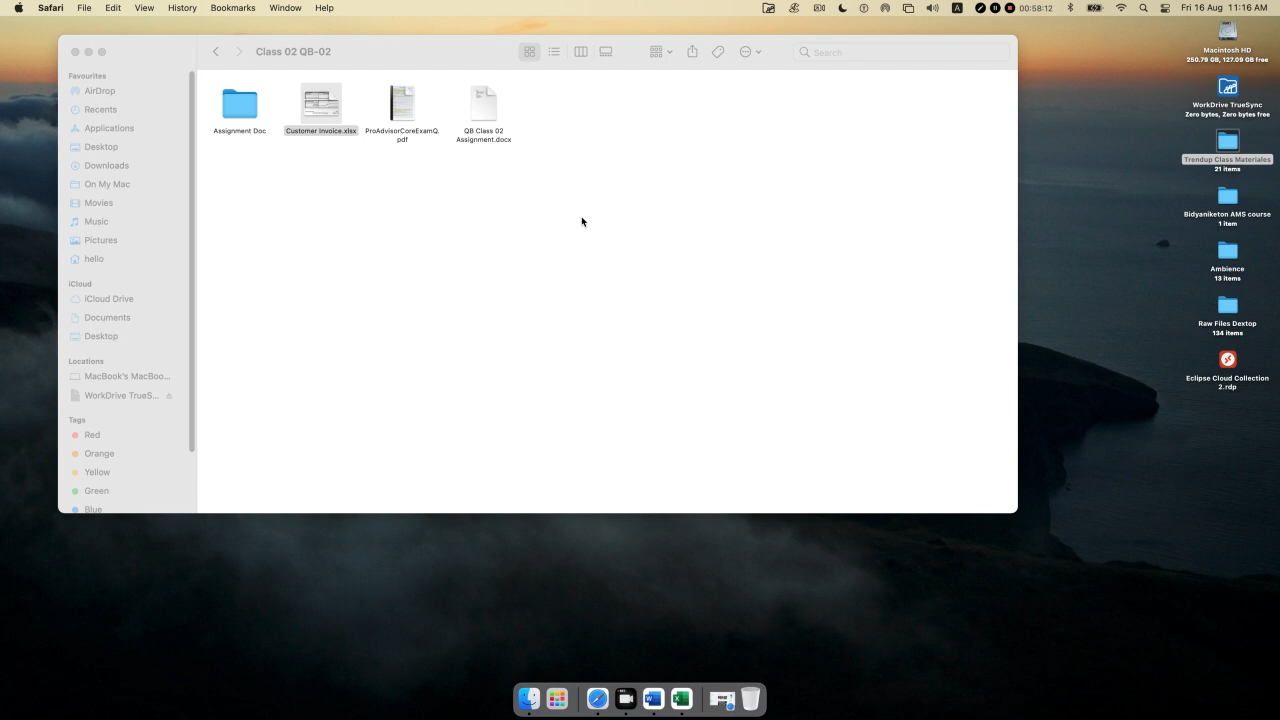 Safari File Edit View History Bookmarks Window Help
00:58:12
A
Fri 16 Aug 11:16 AM
Class 02 QB-02
Search
Favourites
AirDrop
Recents
Applications
Desktop
Downloads
On My Mac
Movies
Music
Pictures
hello
iCloud
iCloud Drive
Documents
Desktop
Locations
MacBook's MacBoo...
WorkDrive TrueS...
Tags
Red
Orange
Yellow
Green
Blue
Assignment Doc
Customer Invoice.xlsx
ProAdvisorCoreExamQ.
pdf
QB Class 02
Assignment.docx
Macintosh HD
250.79 GB, 127.09 GB free
WorkDrive TrueSync
Zero bytes, Zero bytes free
Trendup Class Materiales
21 items
Bidyaniketon AMS course
1 item
Ambience
13 items
Raw Files Dextop
134 items
Eclipse Cloud Collection
2.rdp